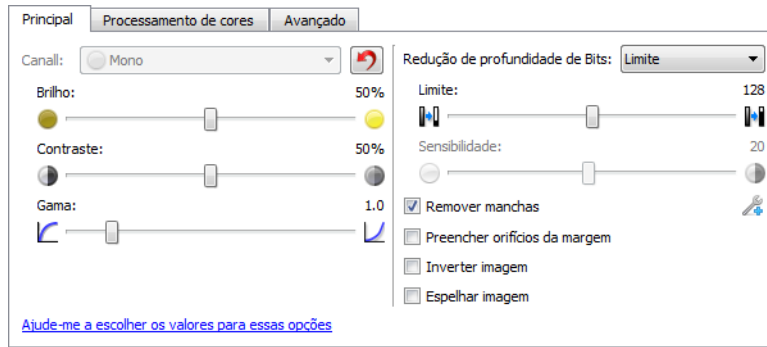 Principal Processamento de cores Avançado
Canall: Mono
Brilho: 50%
Contraste: 50%
Gama: 1.0
Ajude-me a escolher os valores para essas opções
Redução de profundidade de Bits: Limite
Limite: 128
Sensibilidade: 20
Remover manchas
Preencher orifícios da margem
Inverter imagem
Espelhar imagem